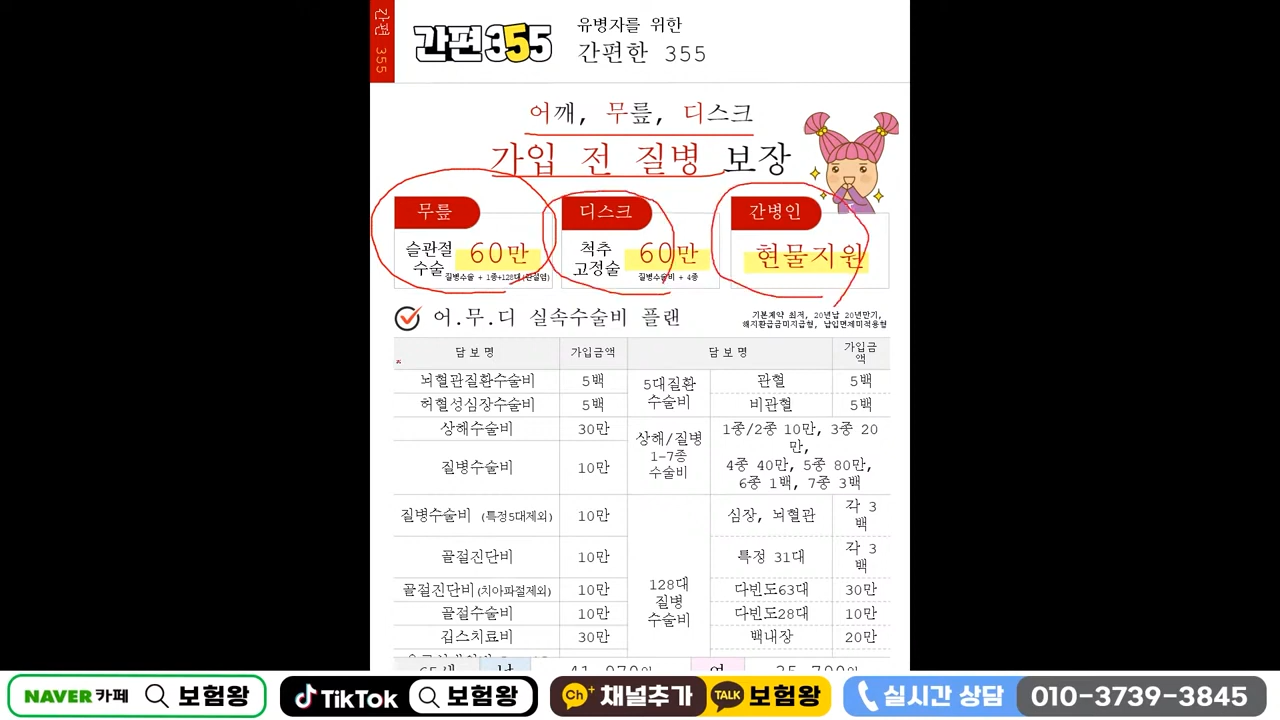 간편 355
간편355
유병자를 위한
간편한 355
어깨, 무릎, 디스크
가입 전 질병 보장
무릎
슬관절
수술
60만
질병수술 + 1종+128대(관절염)
디스크
척추
고정술
60만
질병수술비 + 4종
간병인
현물지원
어.무.디 실속수술비 플랜
기본계약 최저, 20년납 20년만기,
해지환급금미지급형, 납입면제미적용형
담보명 가입금액 담보명 가입금액
뇌혈관질환수술비 5백 5대질환 수술비 관혈 5백
허혈성심장수술비 5백 비관혈 5백
상해수술비 30만 상해/질병 1-7종 수술비 1종/2종 10만, 3종 20만,
4종 40만, 5종 80만,
6종 1백, 7종 3백
질병수술비 10만
질병수술비 (특정5대제외) 10만 128대 질병 수술비 심장, 뇌혈관 각 3백
골절진단비 10만 특정 31대 각 3백
골절진단비(치아파절제외) 10만 다빈도63대 30만
골절수술비 10만 다빈도28대 10만
깁스치료비 30만 백내장 20만
NAVER 카페 보험왕
TikTok 보험왕
Ch+ 채널추가 TALK 보험왕
실시간 상담 010-3739-3845